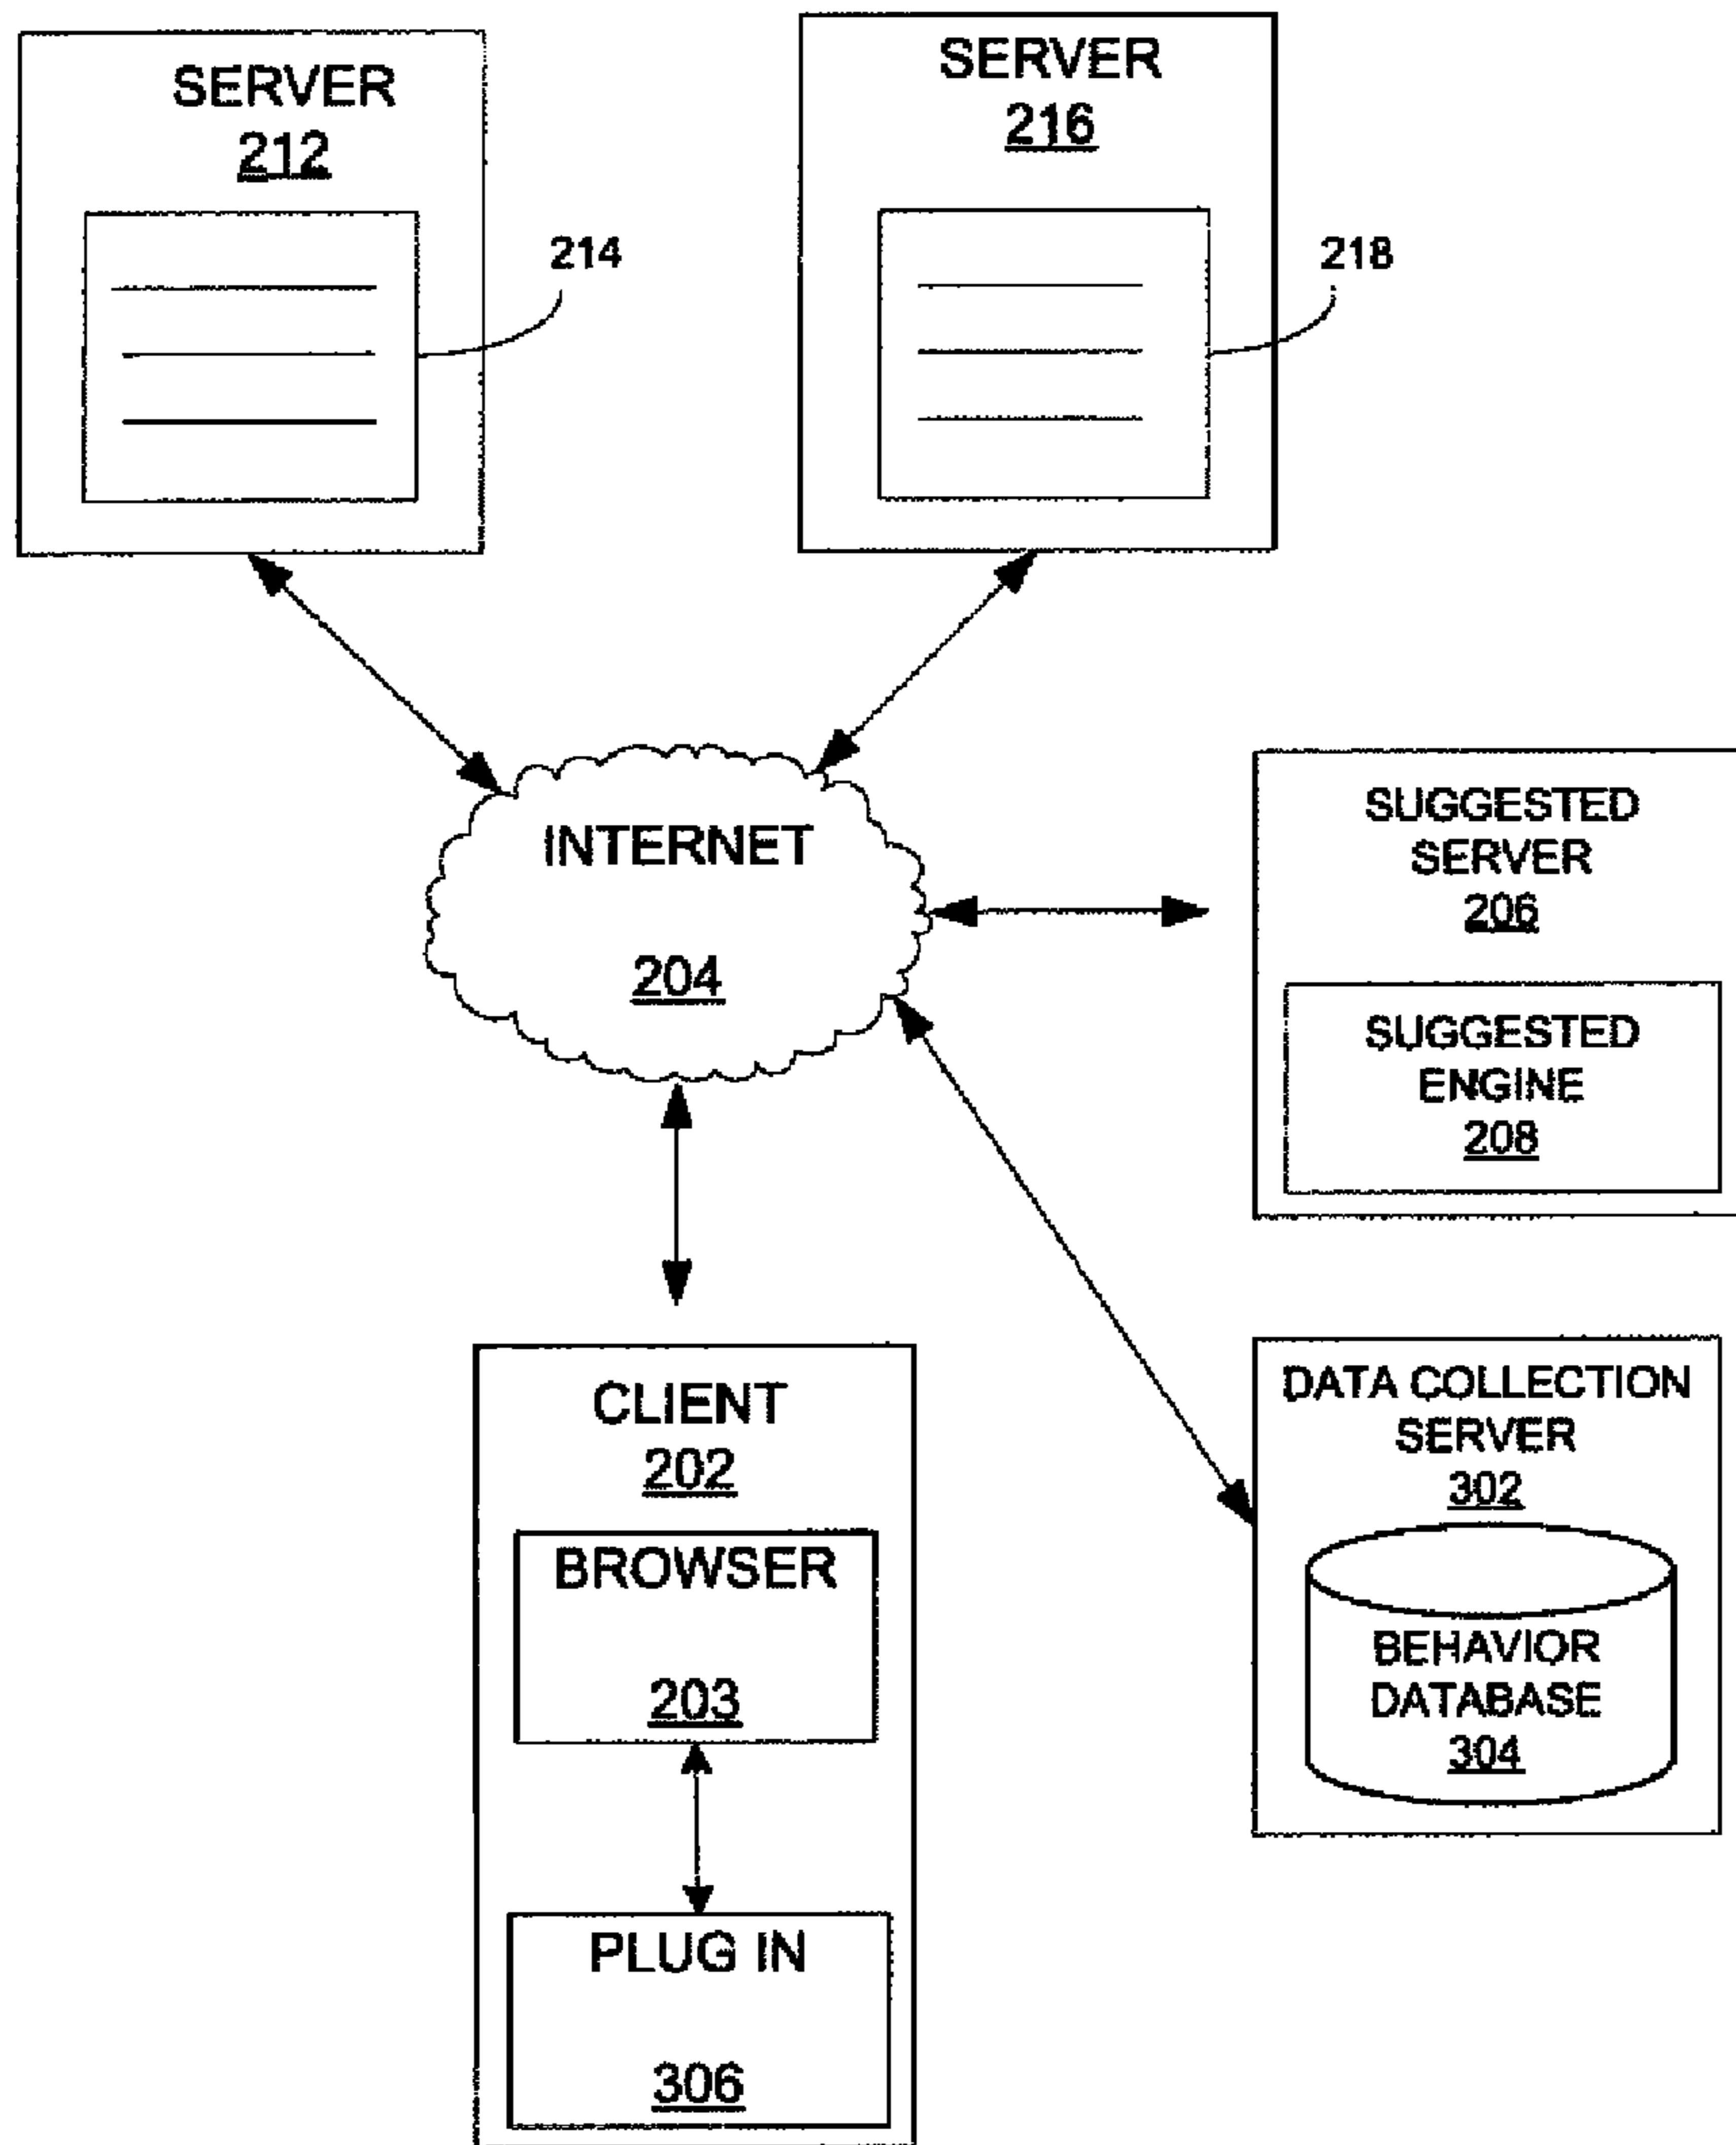 SERVER
212
214
SERVER
216
218
INTERNET
204
SUGGESTED
SERVER
206
SUGGESTED
ENGINE
208
CLIENT
202
BROWSER
203
PLUG IN
306
DATA COLLECTION
SERVER
302
BEHAVIOR
DATABASE
304